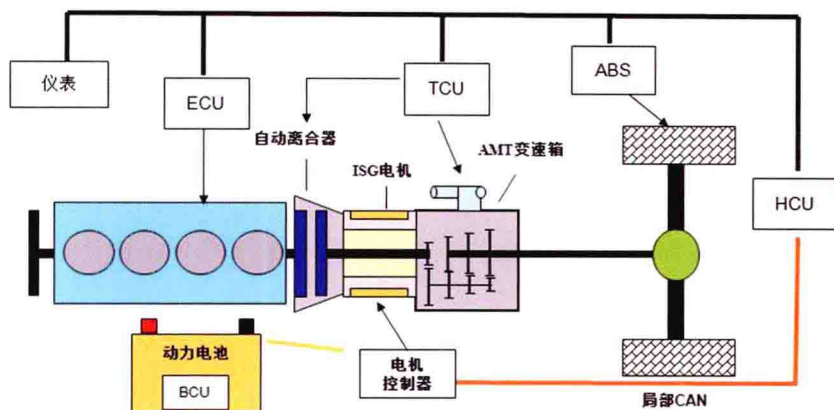 仪表
ECU
TCU
ABS
自动离合器
ISG电机
AMT变速箱
HCU
动力电池
BCU
电机
控制器
局部CAN